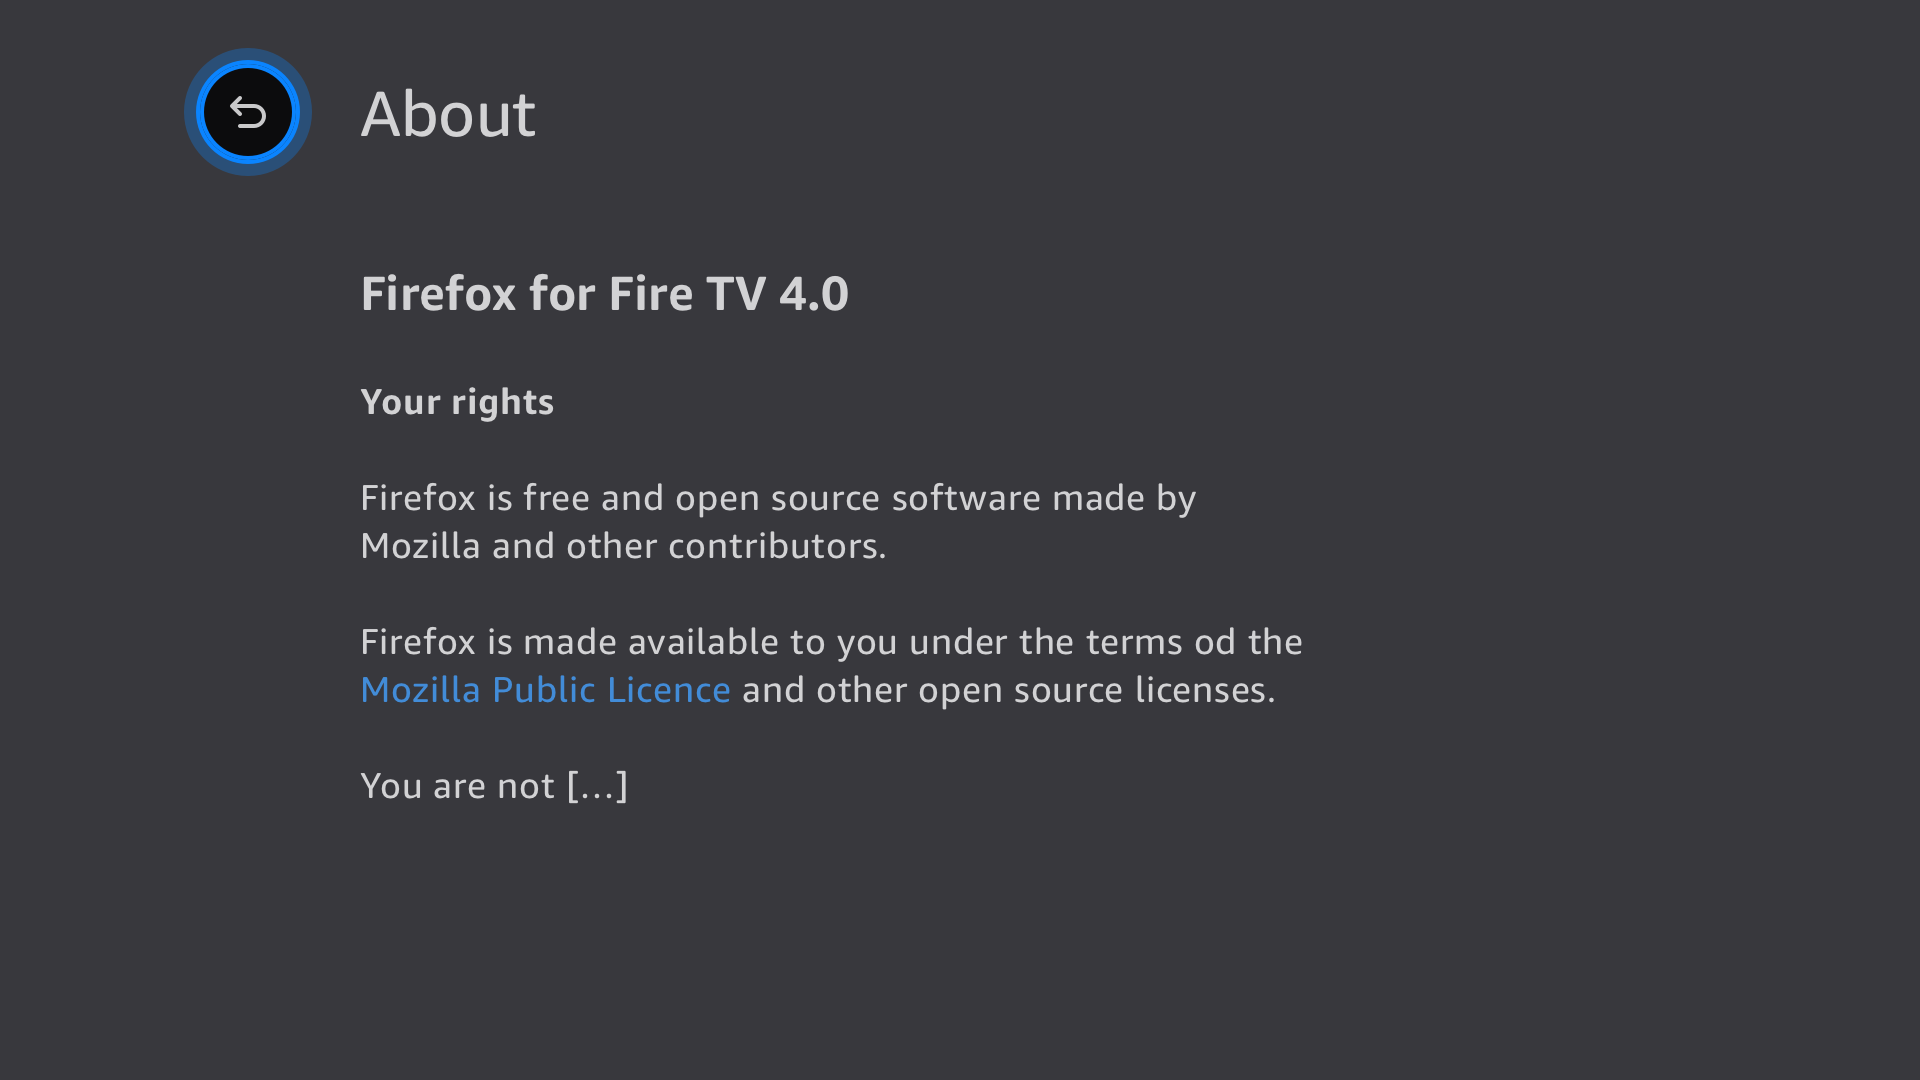 About
Firefox for Fire TV 4.0
Your rights
Firefox is free and open source software made by
Mozilla and other contributors.
Firefox is made available to you under the terms od the
Mozilla Public Licence and other open source licenses.
You are not […]